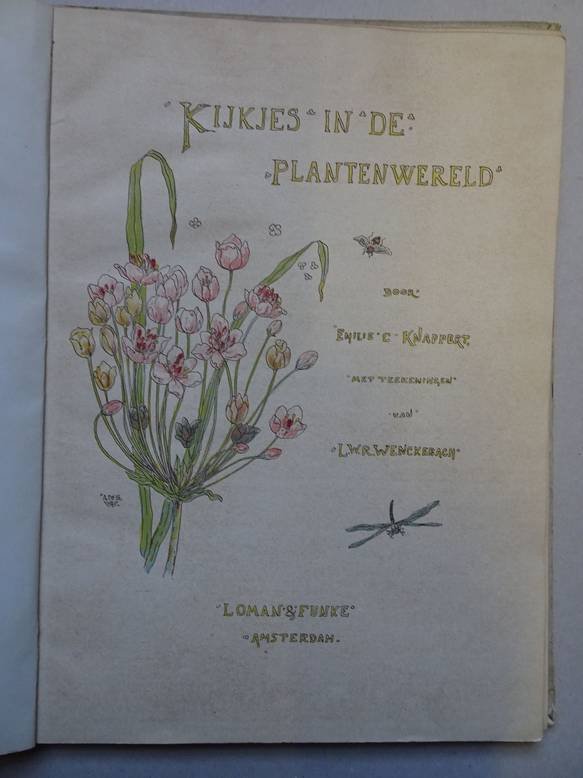 KIJKJES IN DE
PLANTENWERELD
DOOR
EMILIE C KNAPPERT,
MET TEEKENINGEN
VAN
L.W.R. WENCKEBACH
LOMAN & FUNKE
AMSTERDAM.